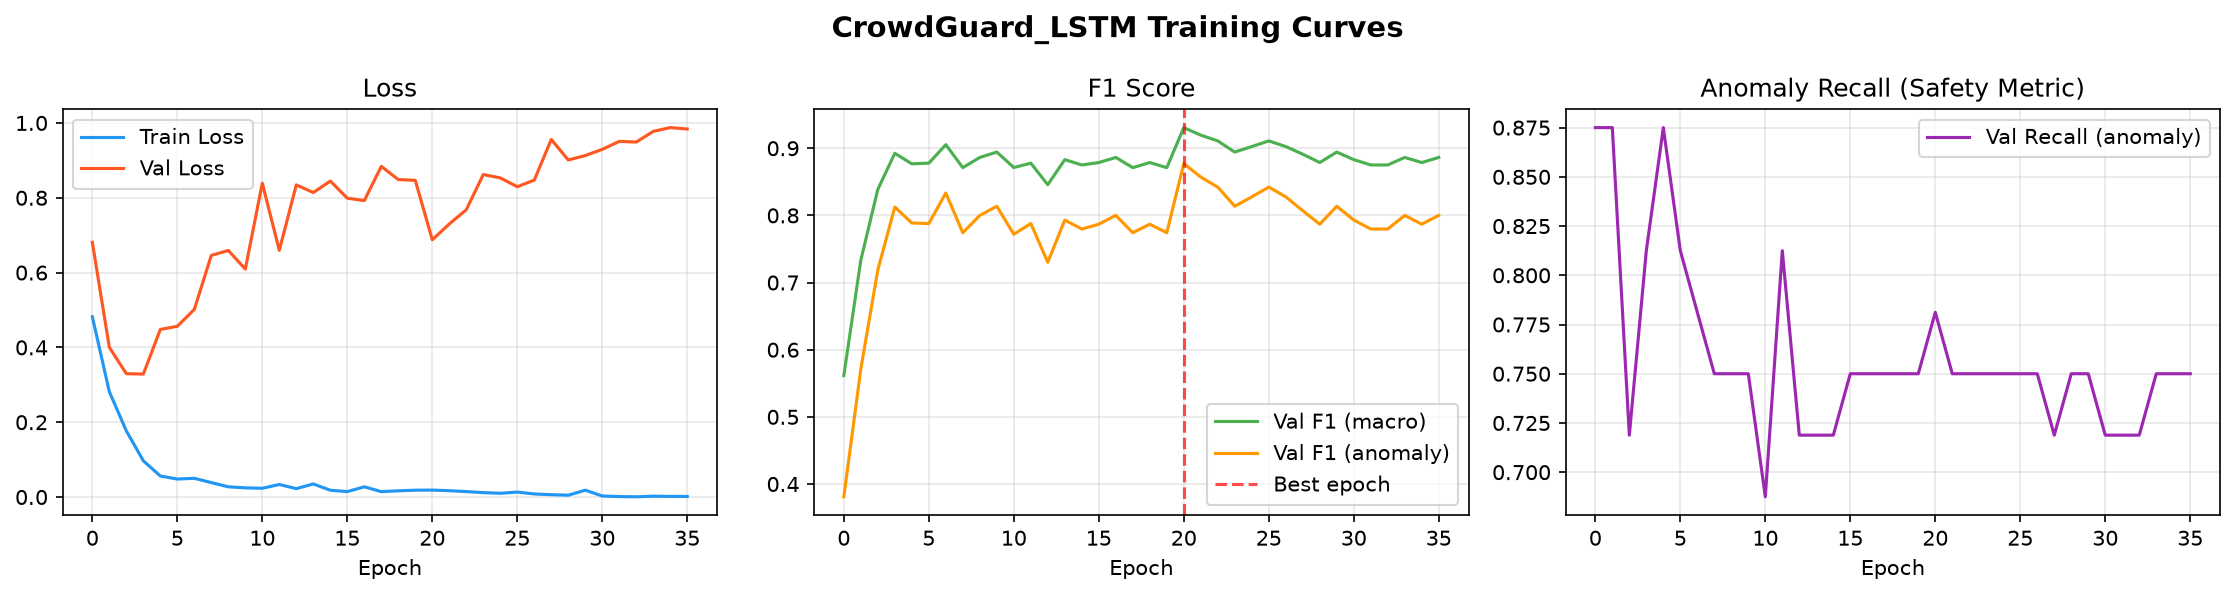 CrowdGuard_LSTM Training Curves
Loss
1.0
0.8
0.6
0.4
0.2
0.0
Train Loss
Val Loss
0 5 10 15 20 25 30 35
Epoch
F1 Score
0.9
0.8
0.7
0.6
0.5
0.4
Val F1 (macro)
Val F1 (anomaly)
Best epoch
0 5 10 15 20 25 30 35
Epoch
Anomaly Recall (Safety Metric)
0.875
0.850
0.825
0.800
0.775
0.750
0.725
0.700
Val Recall (anomaly)
0 5 10 15 20 25 30 35
Epoch